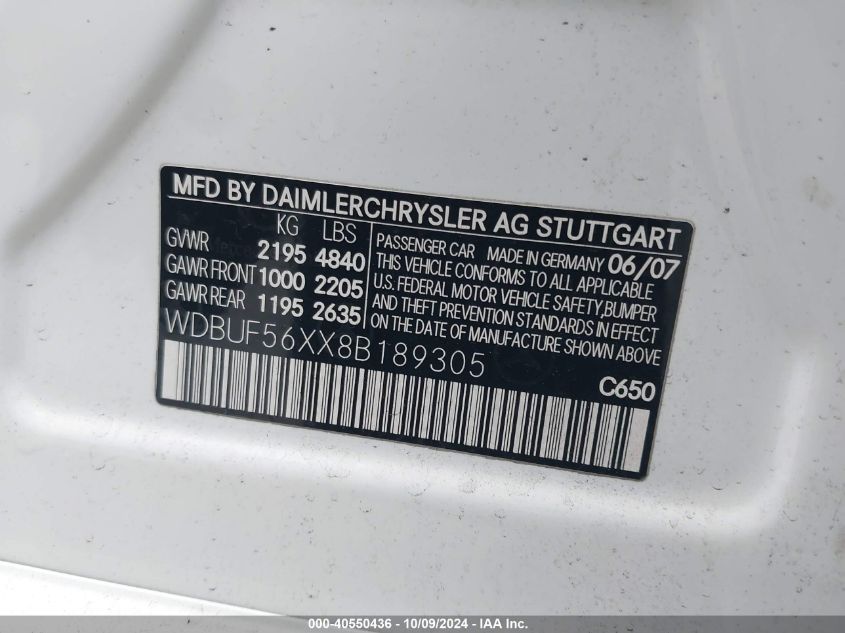 MFD BY DAIMLERCHRYSLER AG STUTTGART
KG LBS
GVWR 2195 4840
GAWR FRONT 1000 2205
GAWR REAR 1195 2635
PASSENGER CAR MADE IN GERMANY 06/07
THIS VEHICLE CONFORMS TO ALL APPLICABLE
U.S. FEDERAL MOTOR VEHICLE SAFETY,BUMPER
AND THEFT PREVENTION STANDARDS IN EFFECT
ON THE DATE OF MANUFACTURE SHOWN ABOVE
WDBUF56XX8B189305
C650
000-40550436 - 10/09/2024 - IAA Inc.